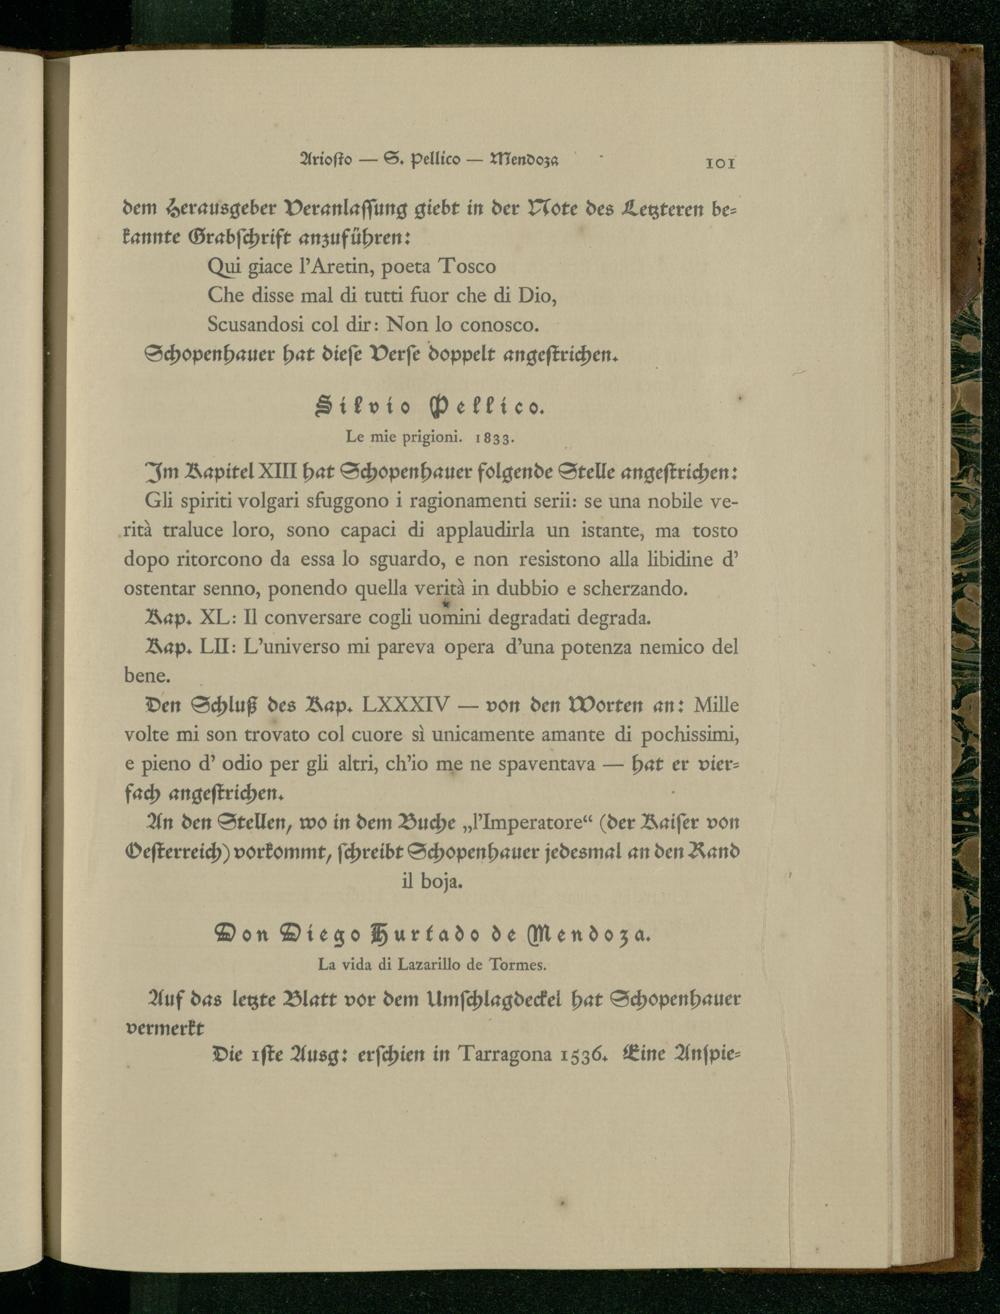 Ariosto — S. Pellico — Mendoza 101
dem Herausgeber Veranlassung giebt in der Note des Letzteren be-
kannte Grabschrift anzuführen:
Qui giace l'Aretin, poeta Tosco
Che disse mal di tutti fuor che di Dio,
Scusandosi col dir: Non lo conosco.
Schopenhauer hat diese Verse doppelt angestrichen.
Silvio Pellico.
Le mie prigioni. 1833.
Im Kapitel XIII hat Schopenhauer folgende Stelle angestrichen:
Gli spiriti volgari sfuggono i ragionamenti serii: se una nobile ve-
rità traluce loro, sono capaci di applaudirla un istante, ma tosto
dopo ritorcono da essa lo sguardo, e non resistono alla libidine d'
ostentar senno, ponendo quella verità in dubbio e scherzando.
Kap. XL: Il conversare cogli uomini degradati degrada.
Kap. LII: L'universo mi pareva opera d'una potenza nemico del
bene.
Den Schluß des Kap. LXXXIV — von den Worten an: Mille
volte mi son trovato col cuore sì unicamente amante di pochissimi,
e pieno d' odio per gli altri, ch'io me ne spaventava — hat er vier-
fach angestrichen.
An den Stellen, wo in dem Buche „l'Imperatore“ (der Kaiser von
Oesterreich) vorkommt, schreibt Schopenhauer jedesmal an den Rand
il boja.
Don Diego Hurtado de Mendoza.
La vida di Lazarillo de Tormes.
Auf das letzte Blatt vor dem Umschlagdeckel hat Schopenhauer
vermerkt
Die 1ste Ausg: erschien in Tarragona 1536. Eine Anspie-